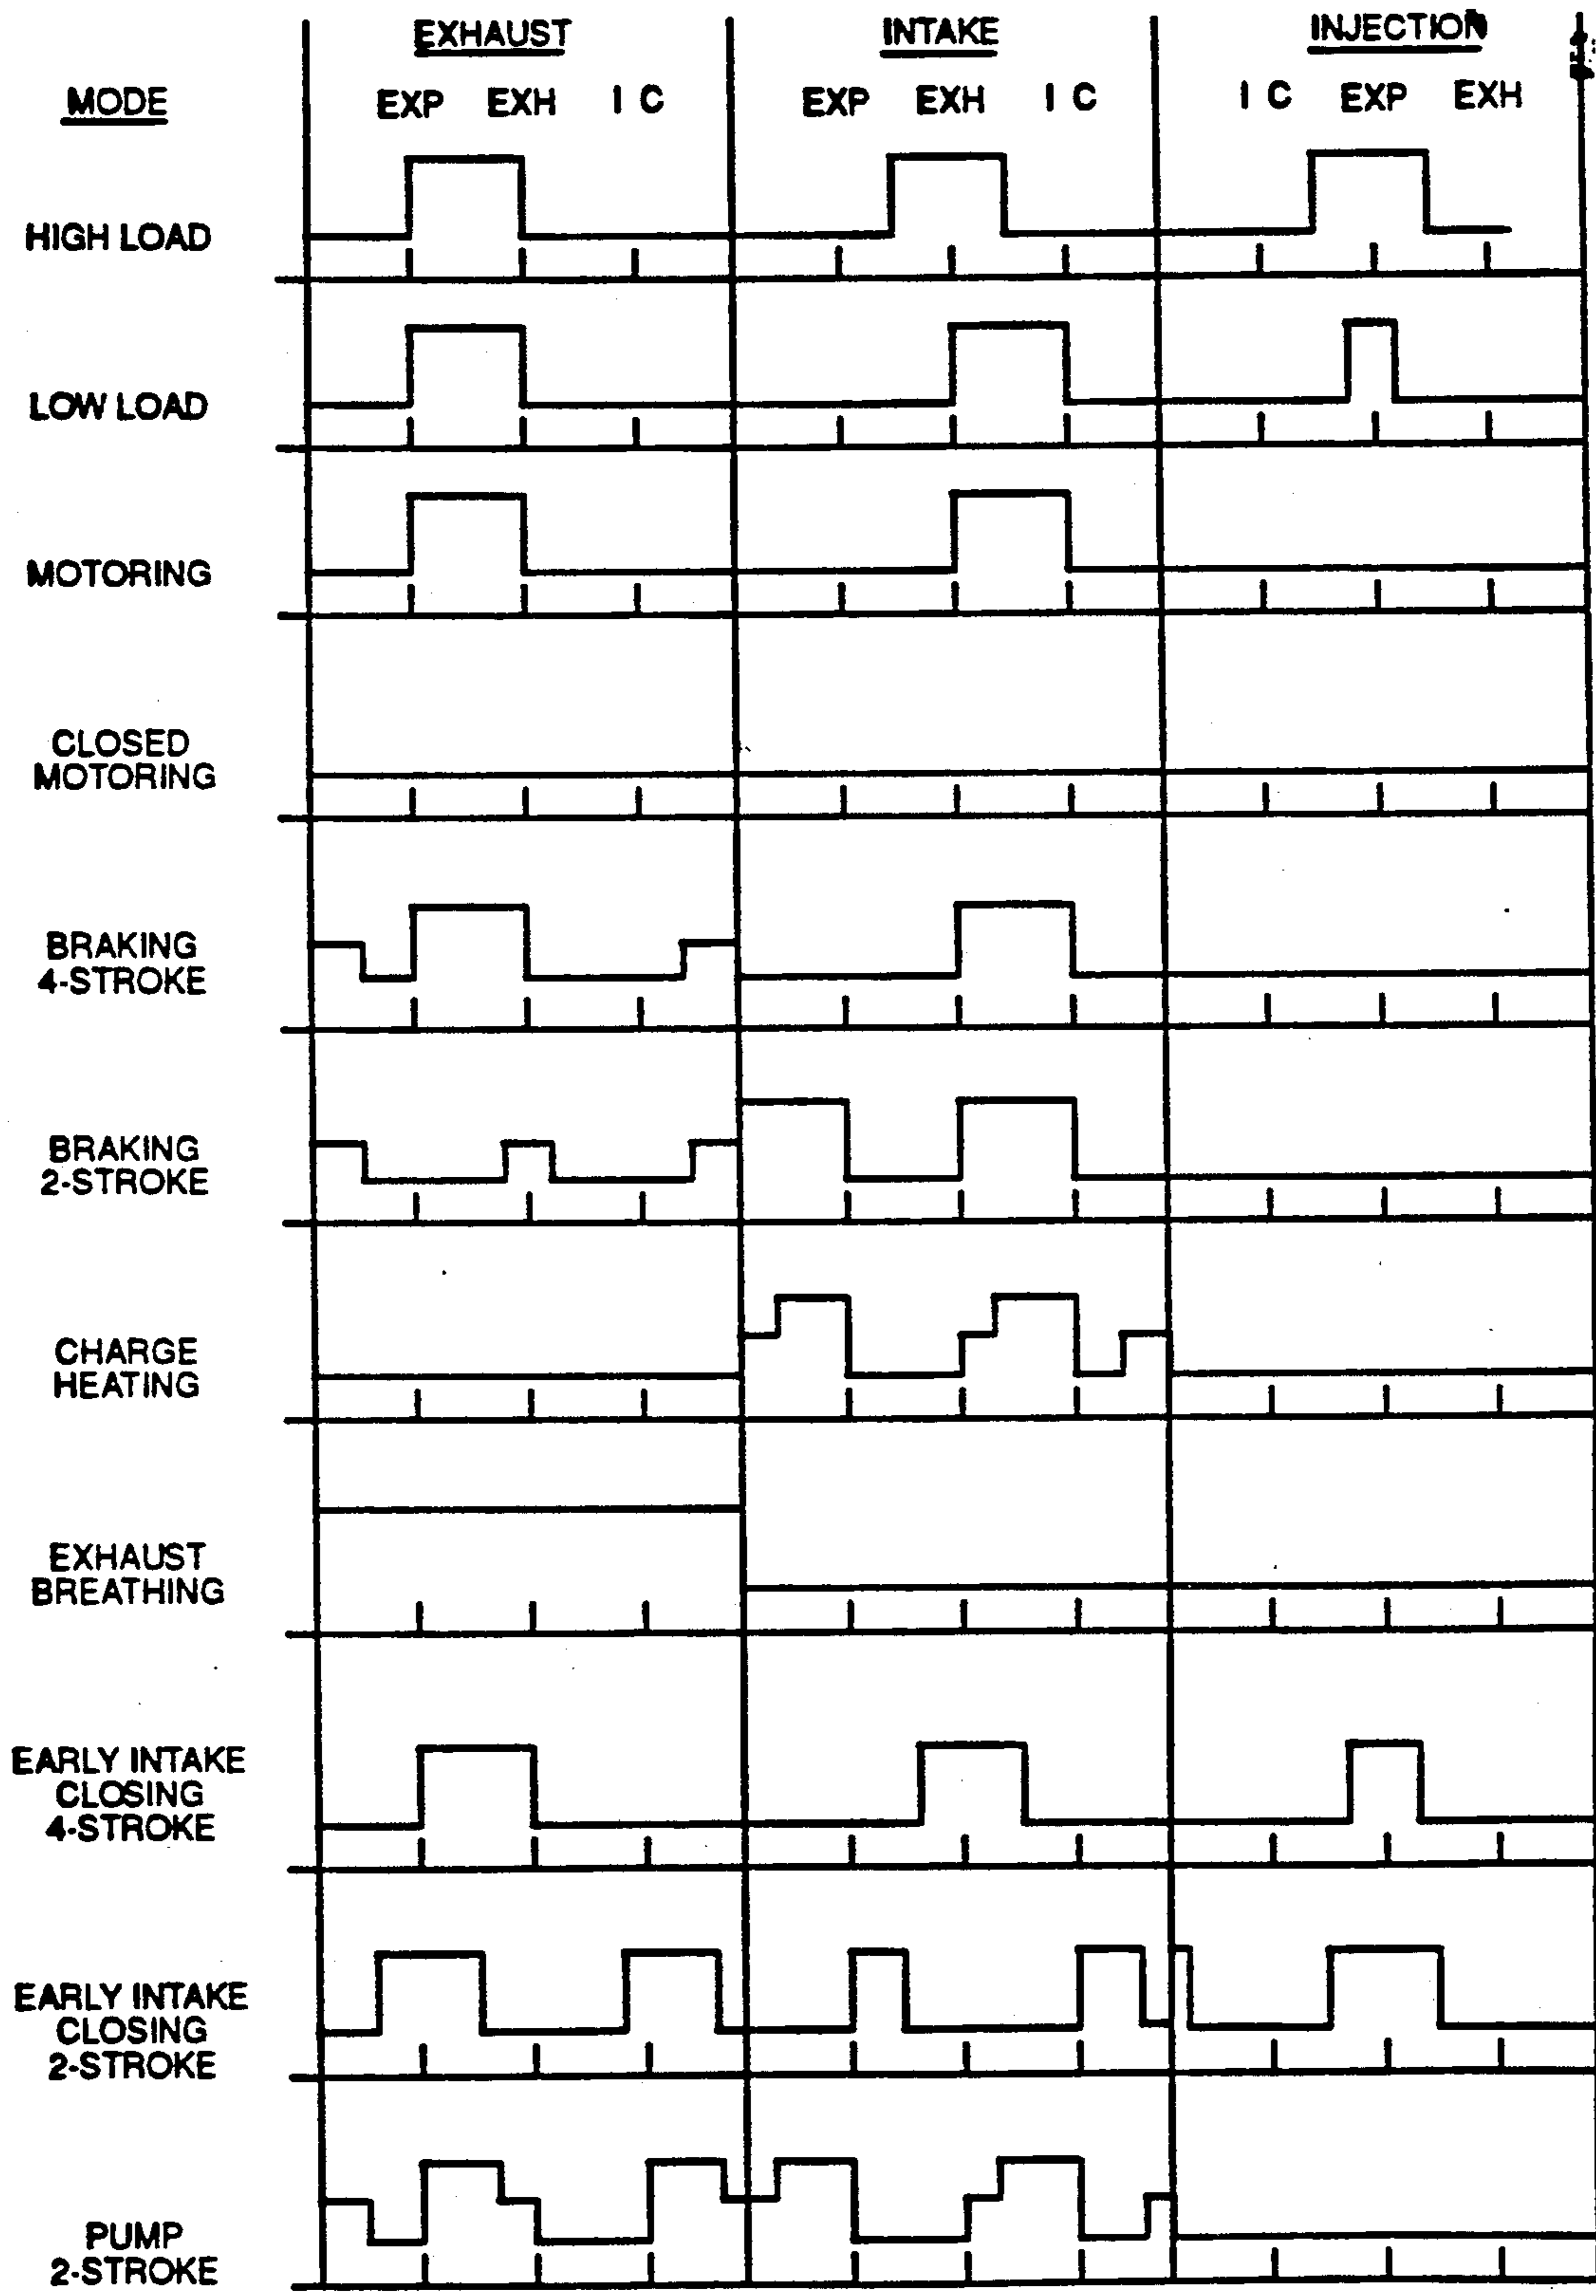 EXHAUST INTAKE INJECTION
MODE EXP EXH I C EXP EXH I C I C EXP EXH
HIGH LOAD
LOW LOAD
MOTORING
CLOSED
MOTORING
BRAKING
4-STROKE
BRAKING
2-STROKE
CHARGE
HEATING
EXHAUST
BREATHING
EARLY INTAKE
CLOSING
4-STROKE
EARLY INTAKE
CLOSING
2-STROKE
PUMP
2-STROKE